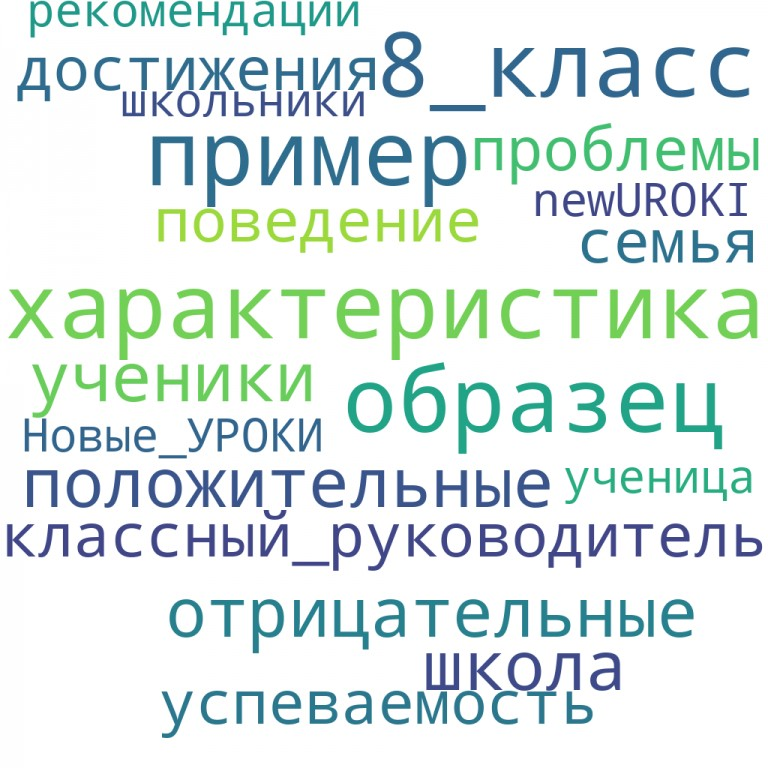 рекомендации
достижения 8_класс
школьники
пример проблемы
newUROKI
поведение семья
характеристика
ученики образец
Новые_УРОКИ
положительные ученица
классный_руководитель
отрицательные
школа
успеваемость